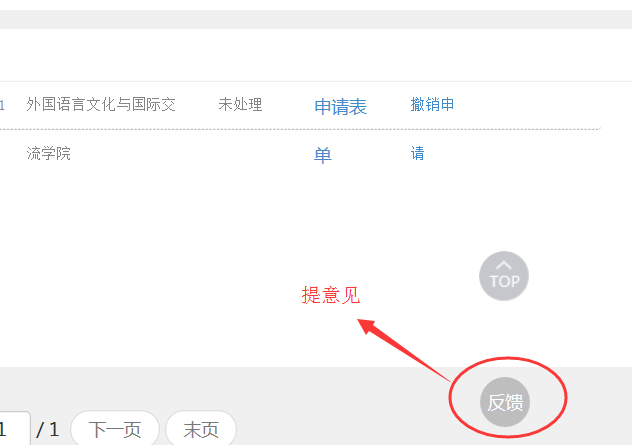 1 外国语言文化与国际交 未处理 申请表 撤销申
流学院 单 请
TOP
提意见
反馈
1 / 1 下一页 末页